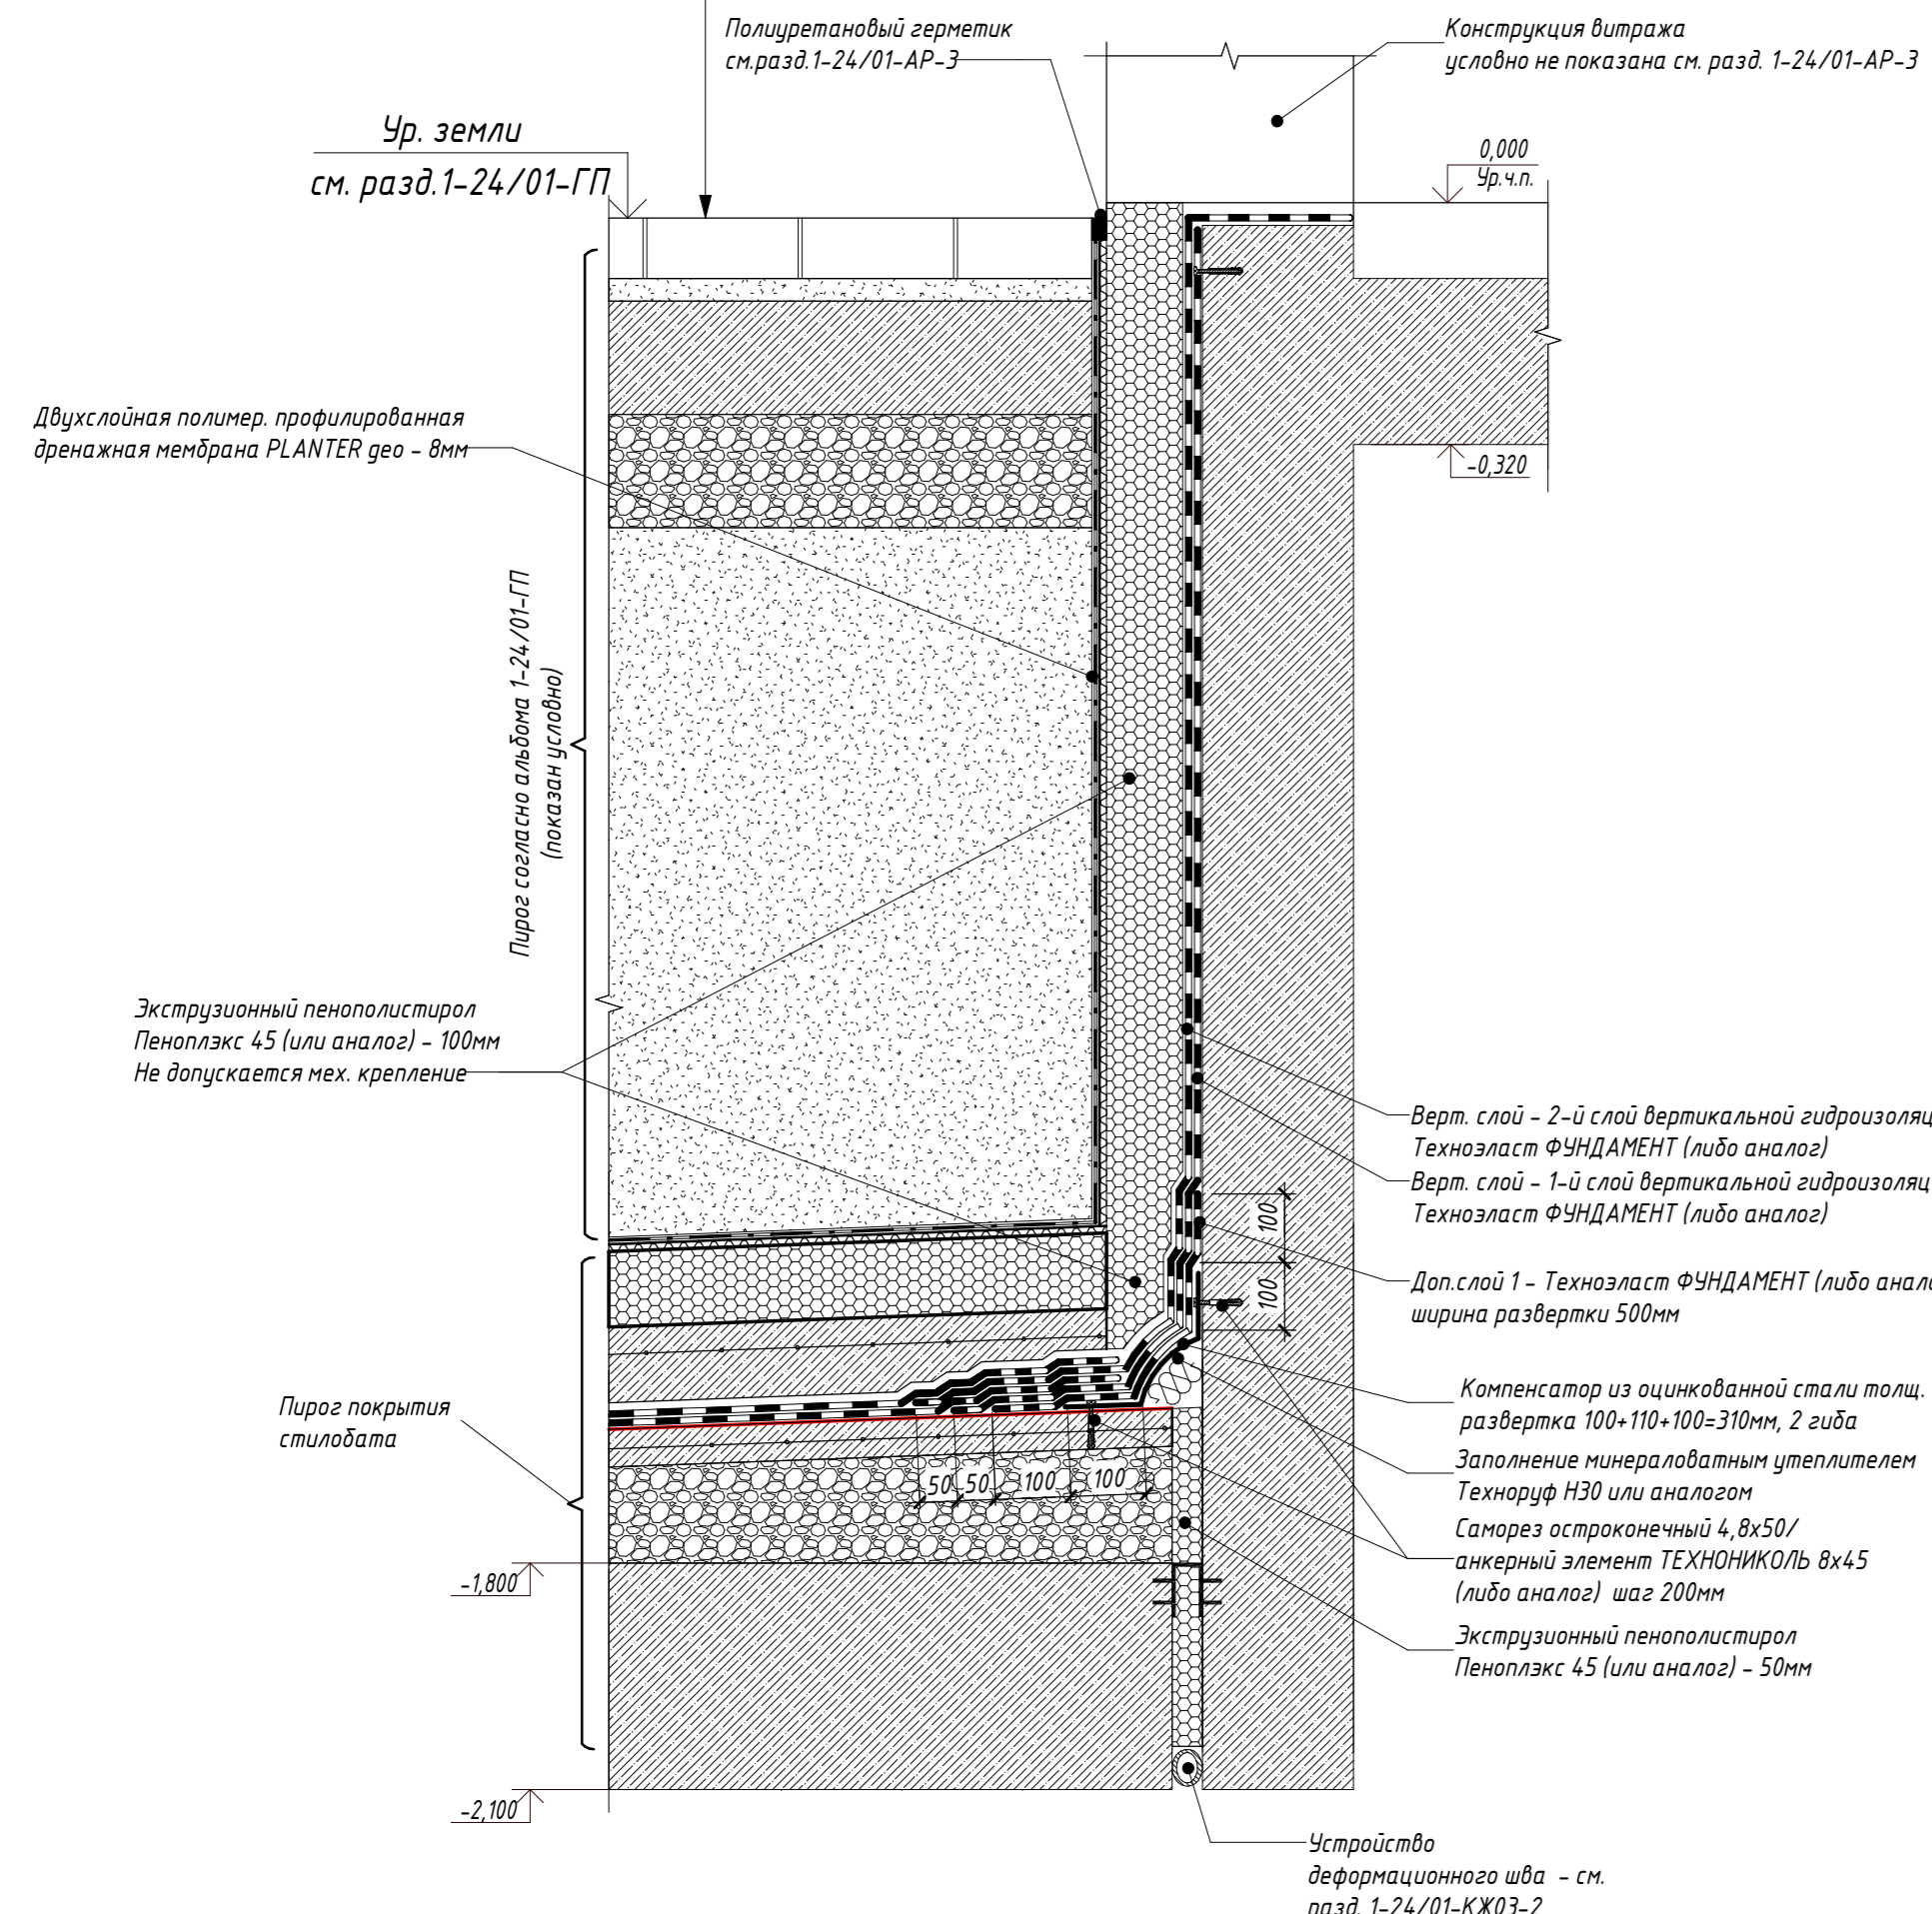 Полиуретановый герметик
см.разд.1-24/01-АР-3
Конструкция витража
условно не показана см. разд. 1-24/01-АР-3
Ур. земли
см. разд.1-24/01-ГП
0,000
Ур.ч.п.
Двухслойная полимер. профилированная
дренажная мембрана PLANTER geo - 8мм
-0,320
Пирог согласно альбома 1-24/01-ГП
(показан условно)
Экструзионный пенополистирол
Пеноплэкс 45 (или аналог) - 100мм
Не допускается мех. крепление
Верт. слой - 2-й слой вертикальной гидроизоляц
Техноэласт ФУНДАМЕНТ (либо аналог)
Верт. слой - 1-й слой вертикальной гидроизоляц
Техноэласт ФУНДАМЕНТ (либо аналог)
100
100
Доп.слой 1 - Техноэласт ФУНДАМЕНТ (либо анало
ширина развертки 500мм
Компенсатор из оцинкованной стали толщ.
развертка 100+110+100=310мм, 2 гиба
Пирог покрытия
стилобата
Заполнение минераловатным утеплителем
Техноруф Н30 или аналогом
50
50
100
100
Саморез остроконечный 4,8х50/
анкерный элемент ТЕХНОНИКОЛЬ 8х45
(либо аналог) шаг 200мм
-1,800
Экструзионный пенополистирол
Пеноплэкс 45 (или аналог) - 50мм
-2,100
Устройство
деформационного шва - см.
разд. 1-24/01-КЖ03-2